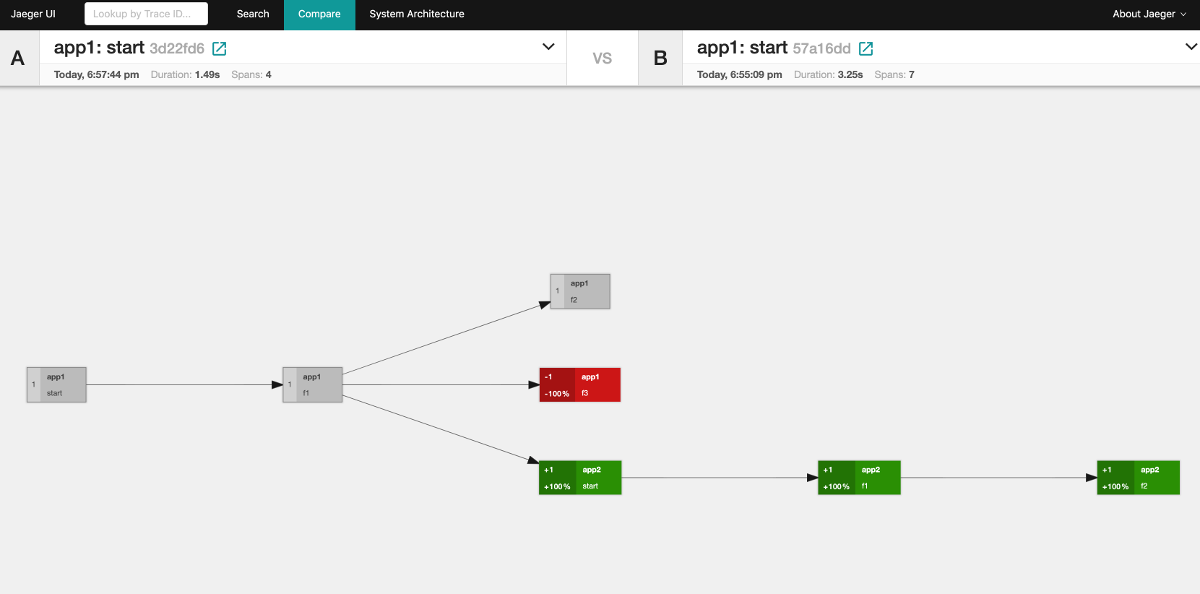 Jaeger UI
Lookup by Trace ID...
Search
Compare
System Architecture
About Jaeger
A
app1: start 3d22fd6
Today, 6:57:44 pm Duration: 1.49s Spans: 4
VS
B
app1: start 57a16dd
Today, 6:55:09 pm Duration: 3.25s Spans: 7
1
app1
f2
1
app1
start
1
app1
f1
-1
app1
-100%
f3
+1
app2
+100%
start
+1
app2
+100%
f1
+1
app2
+100%
f2